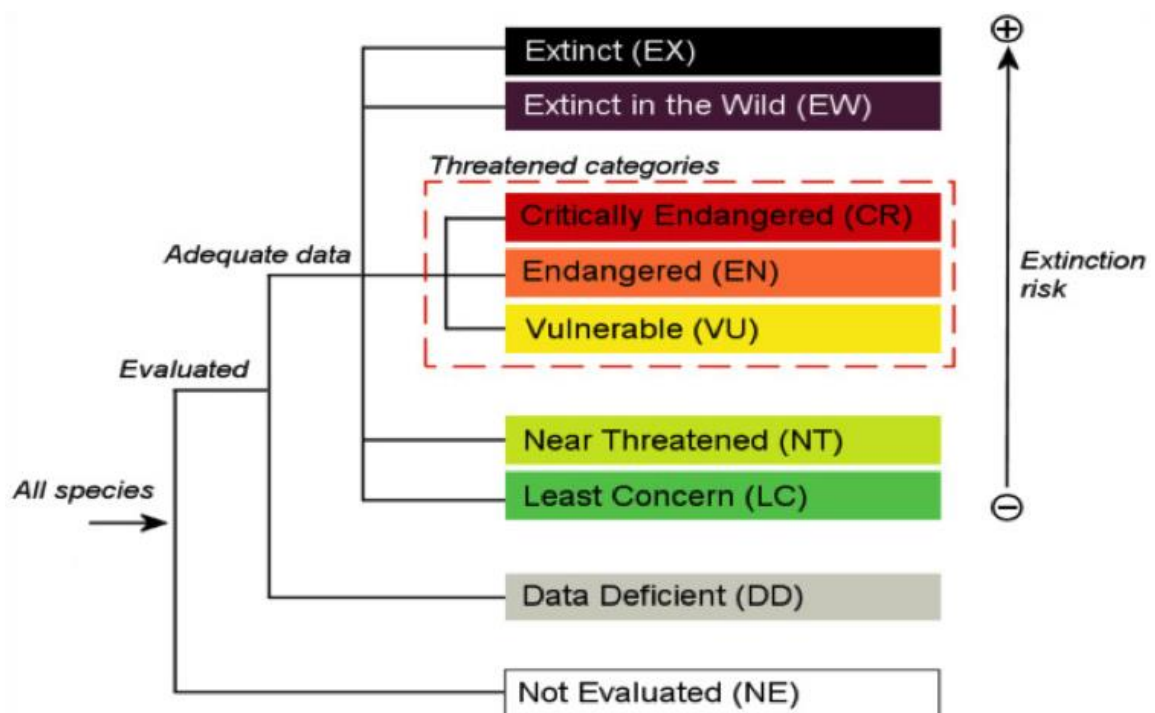 Extinct (EX)
Extinct in the Wild (EW)
Threatened categories
Critically Endangered (CR)
Adequate data
Endangered (EN)
Extinction
risk
Vulnerable (VU)
Evaluated
Near Threatened (NT)
All species
Least Concern (LC)
Data Deficient (DD)
Not Evaluated (NE)